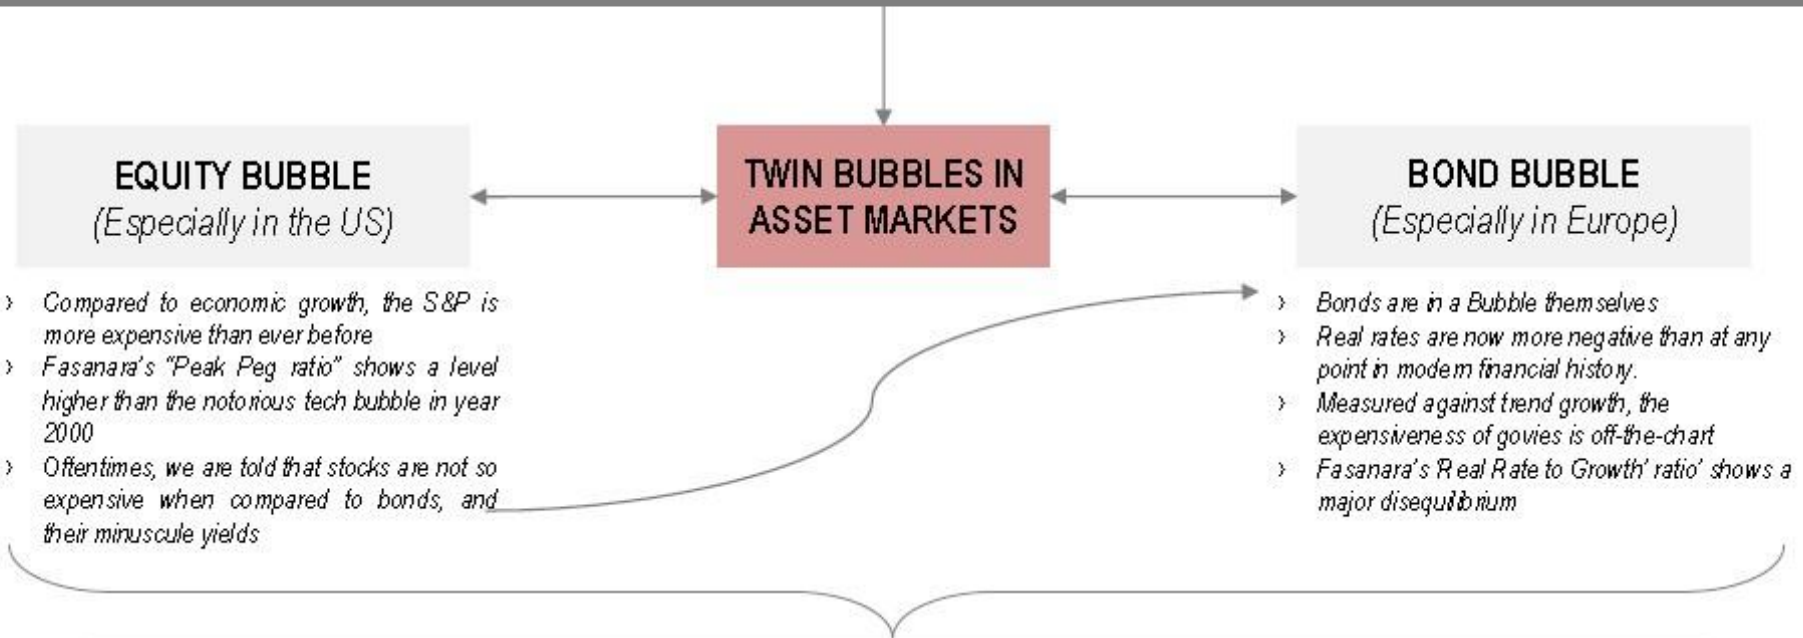 EQUITY BUBBLE
(Especially in the US)
› Compared to economic growth, the S&P is
more expensive than ever before
› Fasanara's "Peak Peg ratio" shows a level
higher than the notorious tech bubble in year
2000
› Oftentimes, we are told that stocks are not so
expensive when compared to bonds, and
their minuscule yields
TWIN BUBBLES IN
ASSET MARKETS
BOND BUBBLE
(Especially in Europe)
› Bonds are in a Bubble themselves
› Real rates are now more negative than at any
point in modern financial history.
› Measured against trend growth, the
expensiveness of govies is off-the-chart
› Fasanara's 'Real Rate to Growth' ratio' shows a
major disequilibrium